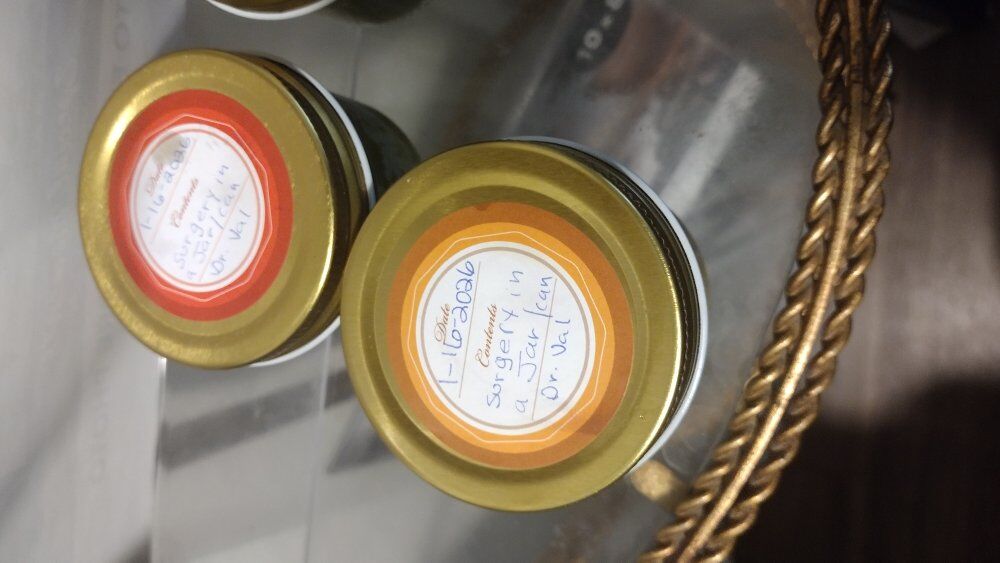 Date
1-16-2026
Contents
Surgery in
a Jar/can
Dr. Val
Date
1-16-2026
Contents
Surgery in
a Jar/can
Dr. Val